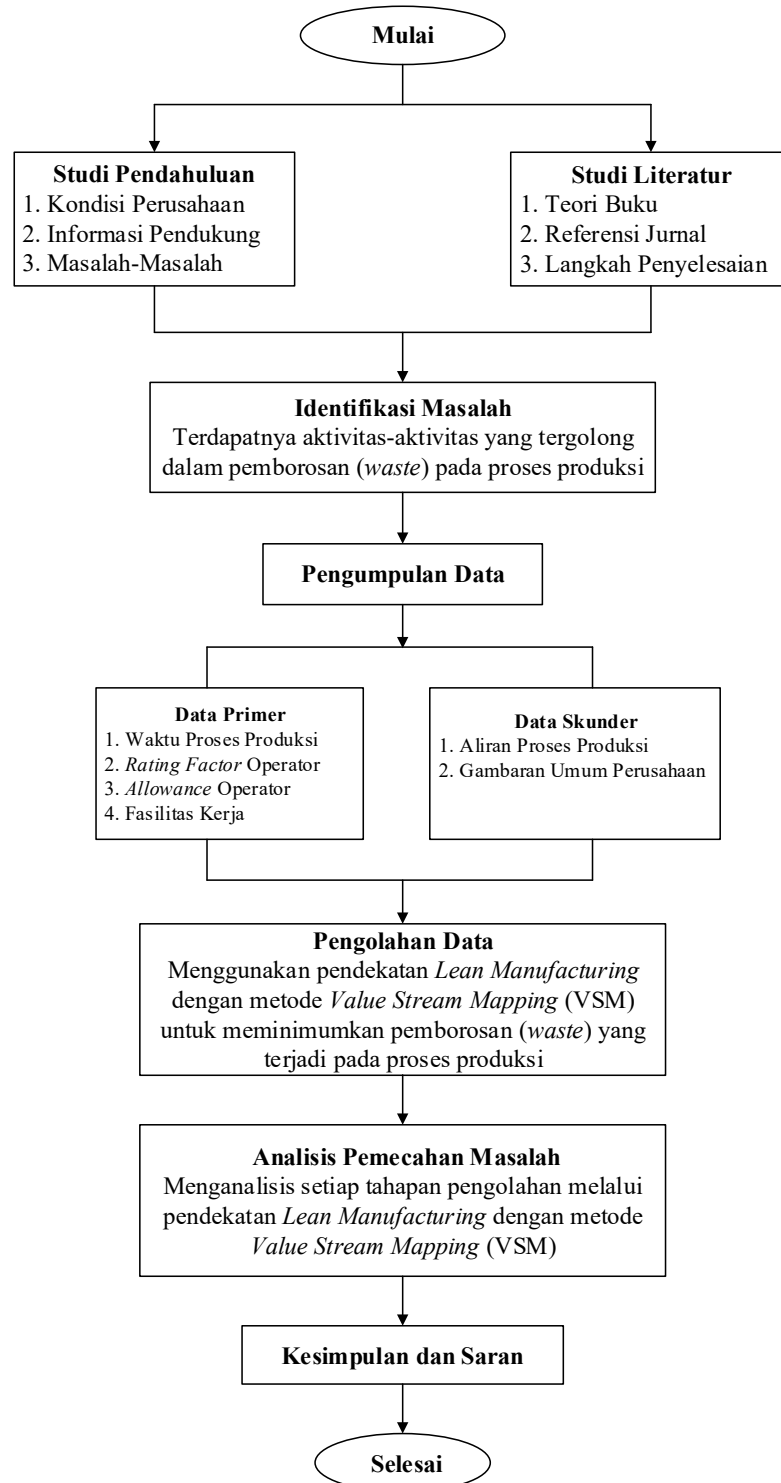 Mulai
Studi Pendahuluan
1. Kondisi Perusahaan
2. Informasi Pendukung
3. Masalah-Masalah
Studi Literatur
1. Teori Buku
2. Referensi Jurnal
3. Langkah Penyelesaian
Identifikasi Masalah
Terdapatnya aktivitas-aktivitas yang tergolong
dalam pemborosan (waste) pada proses produksi
Pengumpulan Data
Data Primer
1. Waktu Proses Produksi
2. Rating Factor Operator
3. Allowance Operator
4. Fasilitas Kerja
Data Skunder
1. Aliran Proses Produksi
2. Gambaran Umum Perusahaan
Pengolahan Data
Menggunakan pendekatan Lean Manufacturing
dengan metode Value Stream Mapping (VSM)
untuk meminimumkan pemborosan (waste) yang
terjadi pada proses produksi
Analisis Pemecahan Masalah
Menganalisis setiap tahapan pengolahan melalui
pendekatan Lean Manufacturing dengan metode
Value Stream Mapping (VSM)
Kesimpulan dan Saran
Selesai